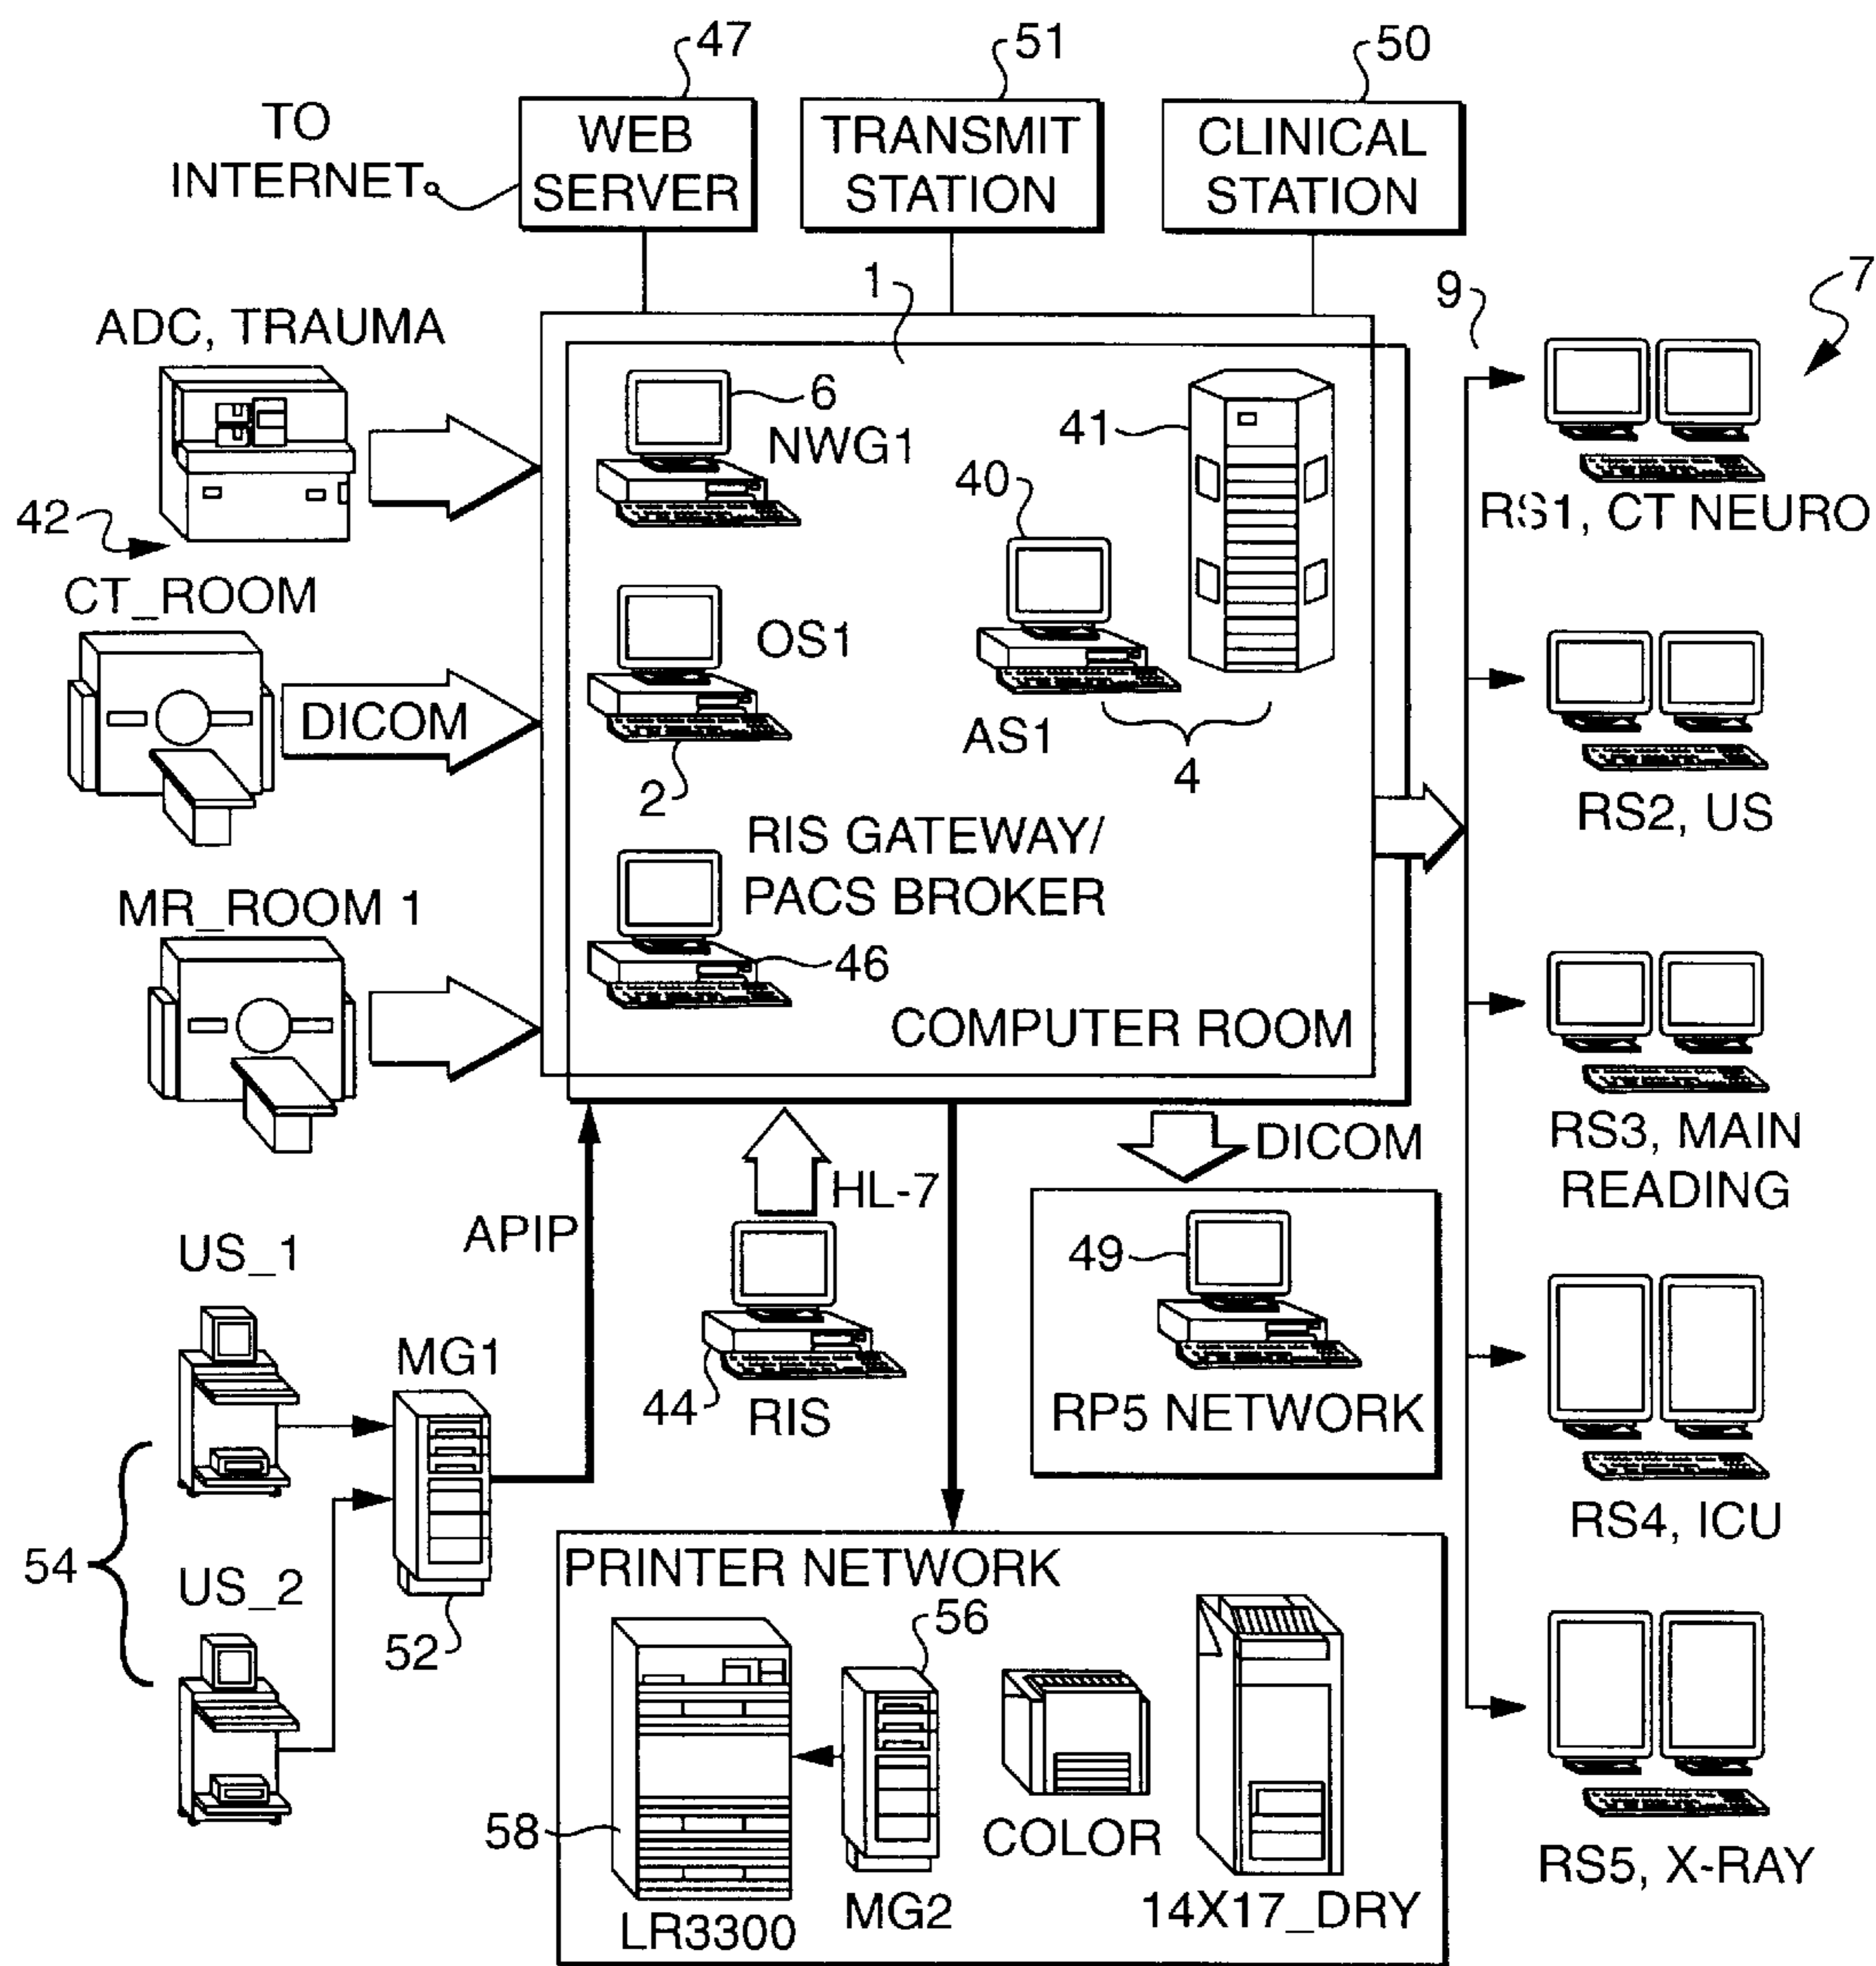 47
51
50
TO
INTERNET
WEB
SERVER
TRANSMIT
STATION
CLINICAL
STATION
1
9
7
ADC, TRAUMA
6
NWG1
41
40
42
RS1, CT NEURO
CT_ROOM
OS1
DICOM
AS1
2
4
RS2, US
RIS GATEWAY/
PACS BROKER
MR_ROOM 1
46
COMPUTER ROOM
RS3, MAIN
READING
DICOM
HL-7
APIP
US_1
49
MG1
44
RIS
RP5 NETWORK
RS4, ICU
54
US_2
52
PRINTER NETWORK
56
58
COLOR
MG2
14X17_DRY
LR3300
RS5, X-RAY